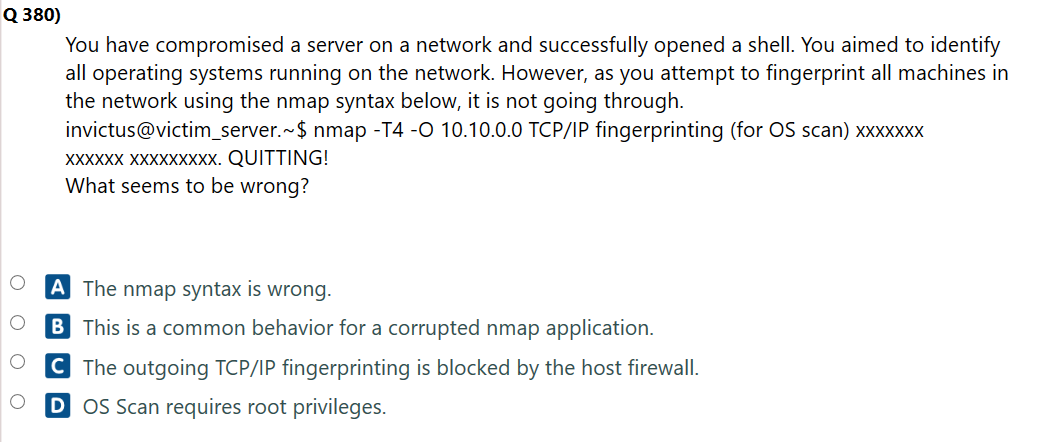 Q 380)
You have compromised a server on a network and successfully opened a shell. You aimed to identify
all operating systems running on the network. However, as you attempt to fingerprint all machines in
the network using the nmap syntax below, it is not going through.
invictus@victim_server.~$ nmap -T4 -O 10.10.0.0 TCP/IP fingerprinting (for OS scan) xxxxxxx
xxxxxx xxxxxxxxx. QUITTING!
What seems to be wrong?
A The nmap syntax is wrong.
B This is a common behavior for a corrupted nmap application.
C The outgoing TCP/IP fingerprinting is blocked by the host firewall.
D OS Scan requires root privileges.